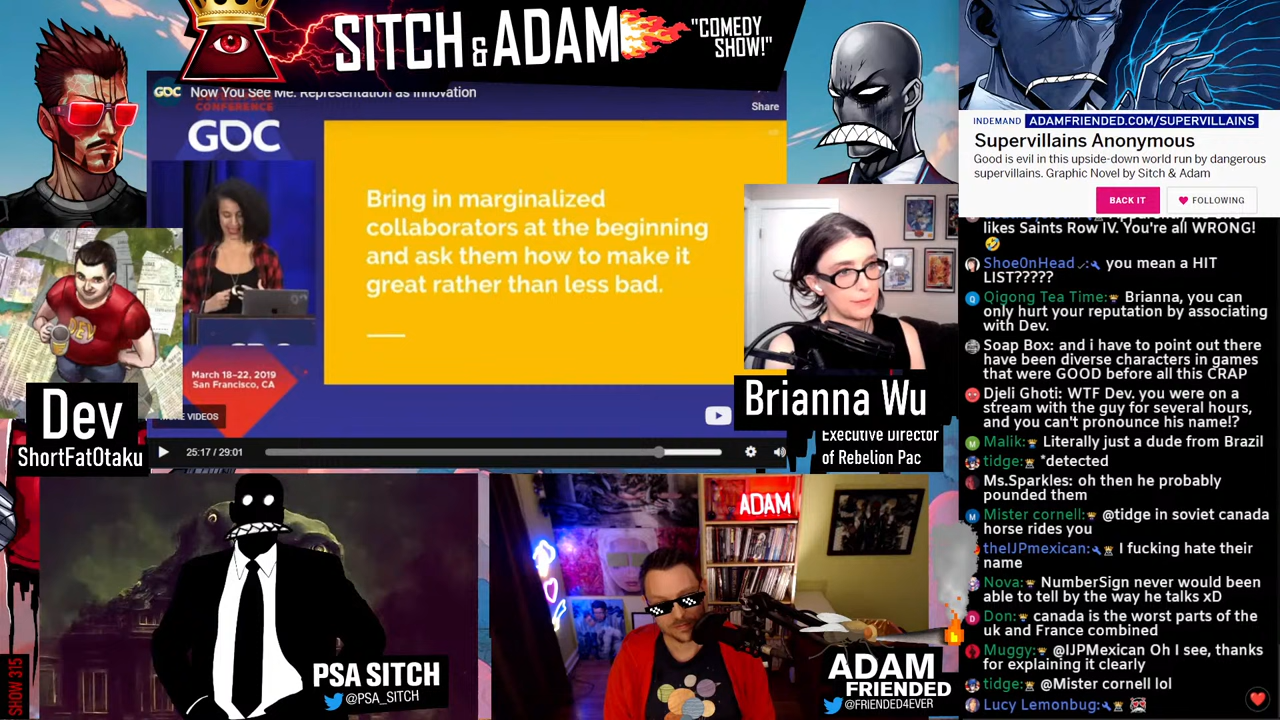 SITCH & ADAM
"COMEDY
SHOW!"
GDC
Now You See Me: Representation as Innovation
CONFERENCE
Share
GDC
Bring in marginalized
collaborators at the beginning
and ask them how to make it
great rather than less bad.
March 18–22, 2019
San Francisco, CA
VIDEOS
25:17 / 29:01
DEV
Dev
ShortFatOtaku
Brianna Wu
Executive Director
of Rebelion Pac
SHOW 315
PSA SITCH
@PSA_SITCH
ADAM
ADAM
FRIENDED
@FRIENDED4EVER
INDEMAND ADAMFRIENDED.COM/SUPERVILLAINS
Supervillains Anonymous
Good is evil in this upside-down world run by dangerous
supervillains. Graphic Novel by Sitch & Adam
BACK IT
FOLLOWING
likes Saints Row IV. You're all WRONG!
🤣
Shoe0nHead: you mean a HIT
LIST?????
Qigong Tea Time: Brianna, you can
only hurt your reputation by associating
with Dev.
Soap Box: and i have to point out there
have been diverse characters in games
that were GOOD before all this CRAP
Djeli Ghoti: WTF Dev. you were on a
stream with the guy for several hours,
and you can't pronounce his name!?
Malik: Literally just a dude from Brazil
tidge: *detected
Ms.Sparkles: oh then he probably
pounded them
Mister cornell: @tidge in soviet canada
horse rides you
theIJPmexican: I fucking hate their
name
Nova: NumberSign never would been
able to tell by the way he talks xD
Don: canada is the worst parts of the
uk and France combined
Muggy: @IJPMexican Oh I see, thanks
for explaining it clearly
tidge: @Mister cornell lol
Lucy Lemonbug: